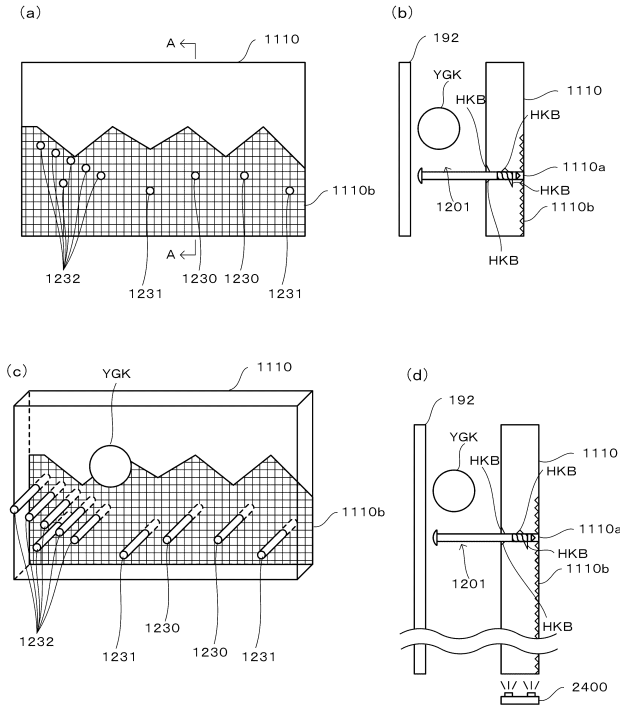 (a)
A
1110
1110b
A
1232
1231
1230
1230
1231
(b)
192
YGK
HKB
1110
HKB
1110a
HKB
1201
1110b
HKB
(c)
YGK
1110
1110b
1232
1231
1230
1230
1231
(d)
192
YGK
HKB
1110
HKB
1110a
HKB
1110b
1201
HKB
2400